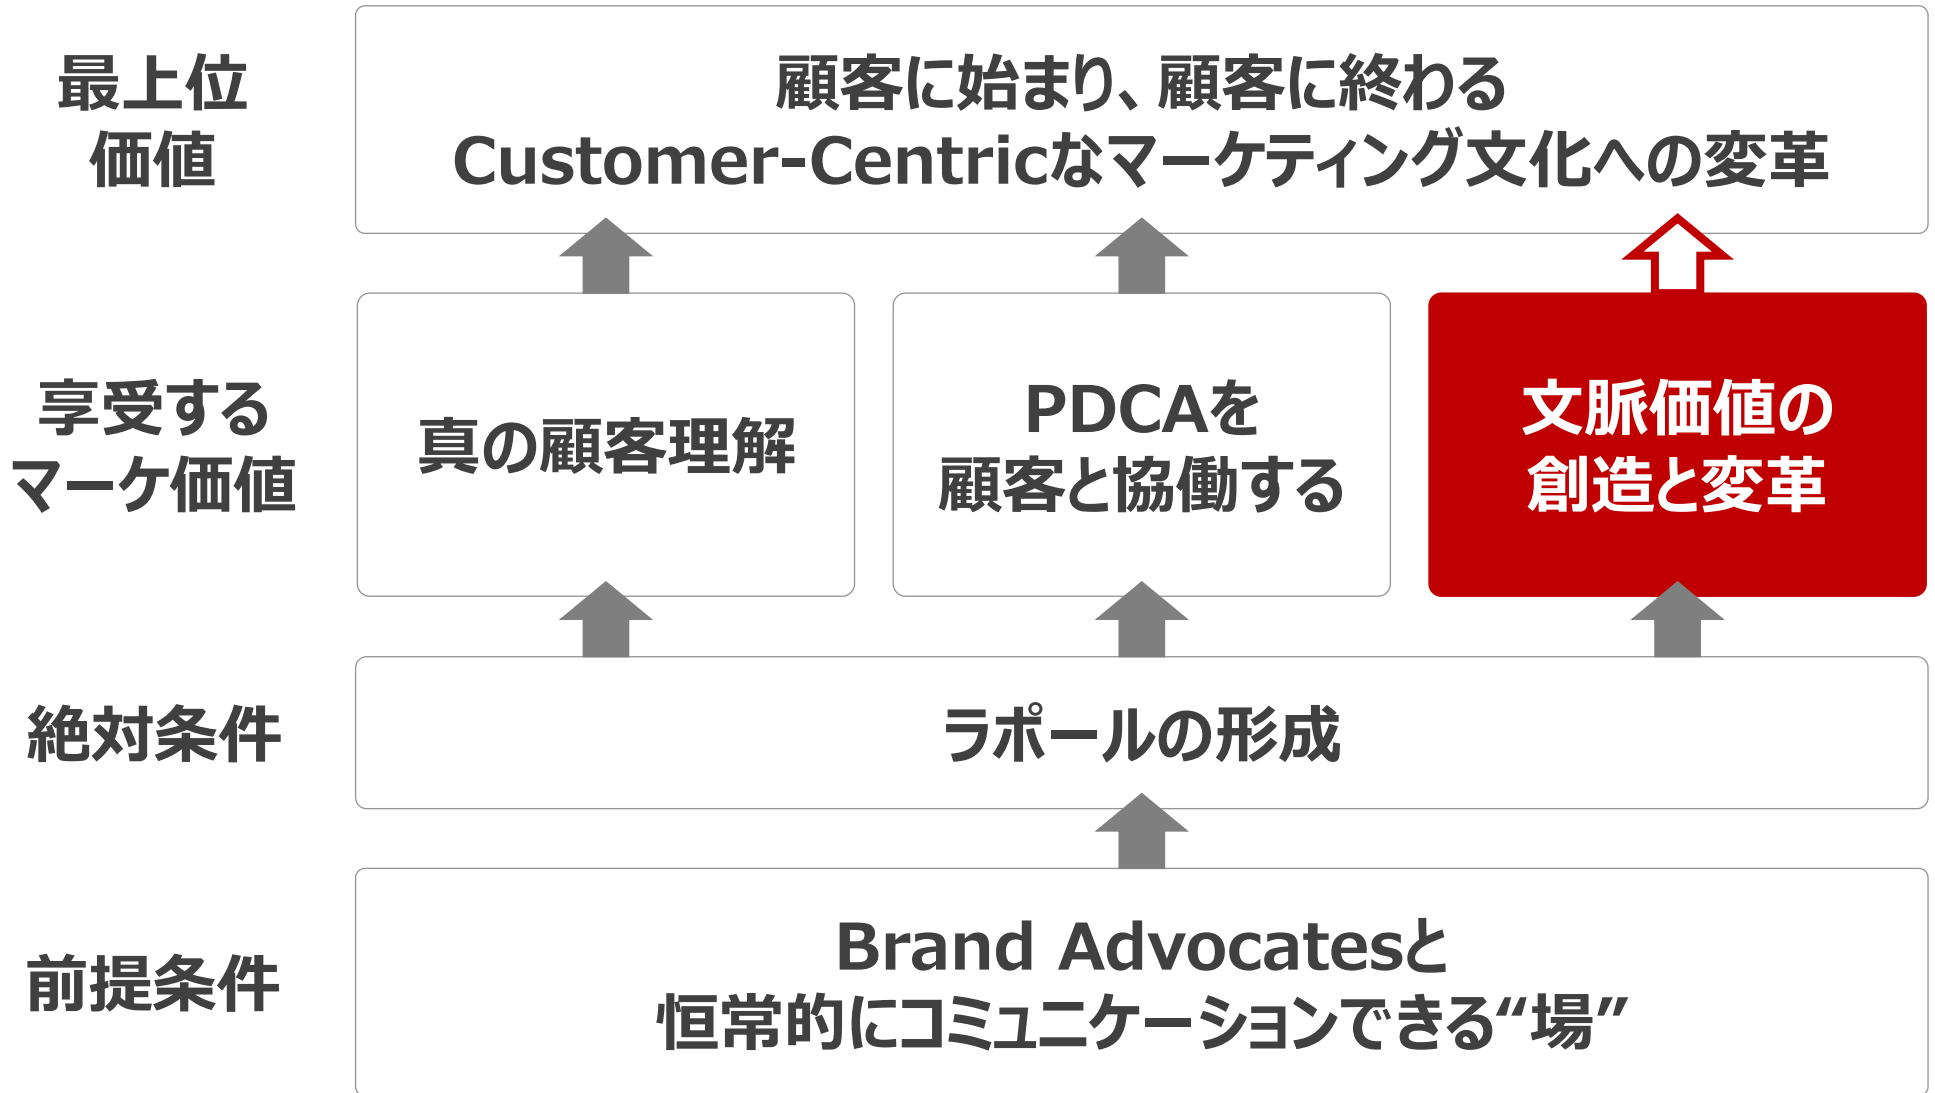 最上位
価値
顧客に始まり、顧客に終わる
Customer-Centricなマーケティング文化への変革
享受する
マーケ価値
真の顧客理解
PDCAを
顧客と協働する
文脈価値の
創造と変革
絶対条件
ラポールの形成
前提条件
Brand Advocatesと
恒常的にコミュニケーションできる“場”